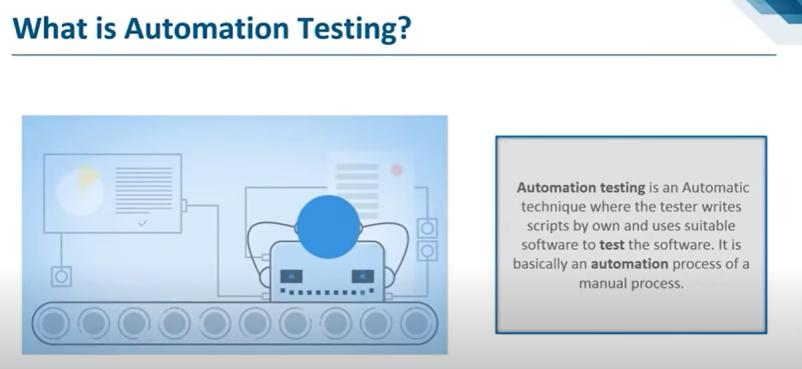 What is Automation Testing?
Automation testing is an Automatic
technique where the tester writes
scripts by own and uses suitable
software to test the software. It is
basically an automation process of a
manual process.